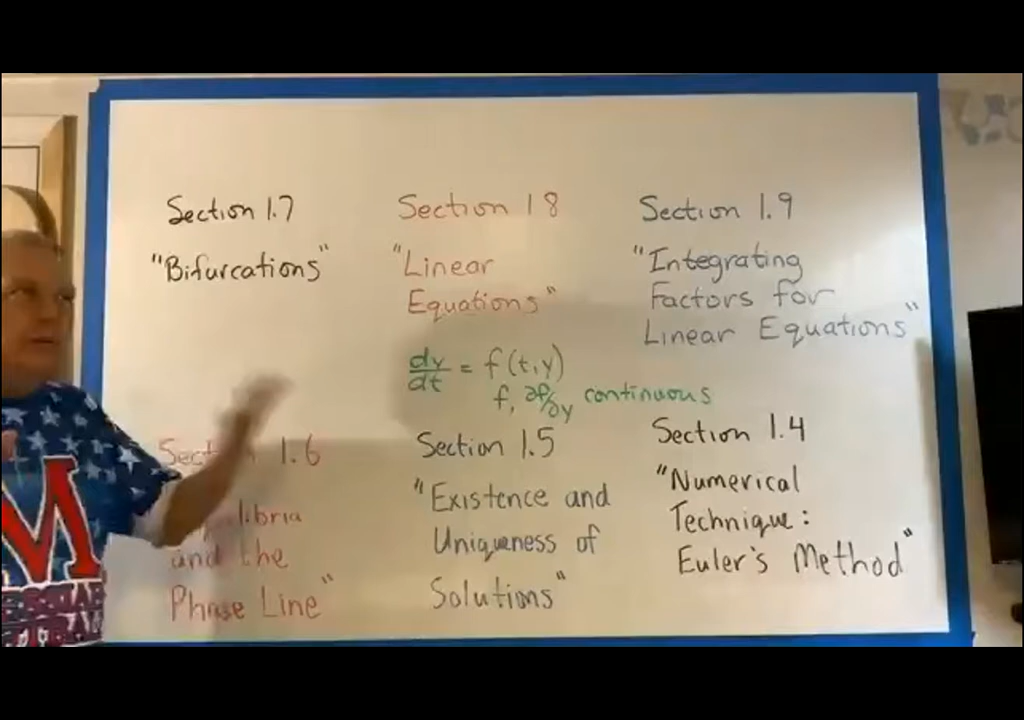 Section 1.7
"Bifurcations"
Section 1 8
"Linear
Equations"
Section 1.9
"Integrating
Factors for
Linear Equations"
dy/dt = f(t,y)
f, ∂f/∂y continuous
1.6
and the
Phase Line"
Section 1.5
"Existence and
Uniqueness of
Solutions"
Section 1.4
"Numerical
Technique:
Euler's Method"
M